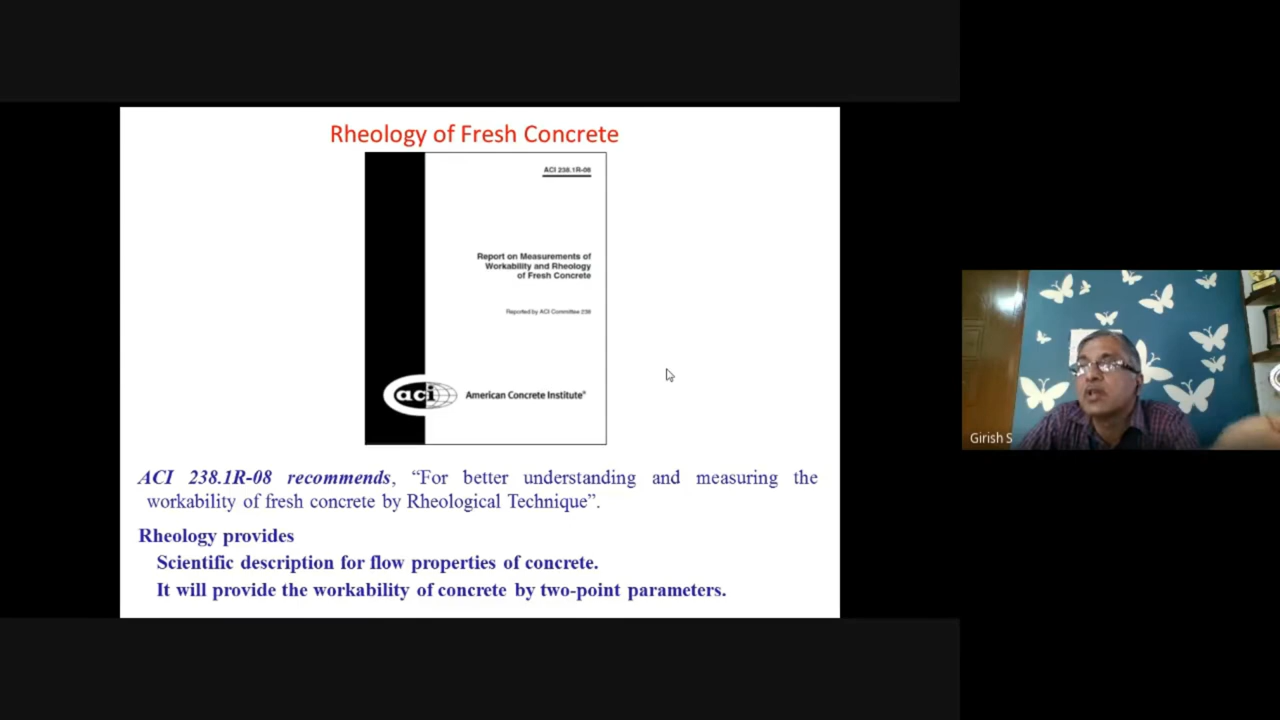 Rheology of Fresh Concrete
ACI 238.1R-08
Report on Measurements of
Workability and Rheology
of Fresh Concrete
Reported by ACI Committee 238
aci American Concrete Institute®
ACI 238.1R-08 recommends, “For better understanding and measuring the
workability of fresh concrete by Rheological Technique”.
Rheology provides
Scientific description for flow properties of concrete.
It will provide the workability of concrete by two-point parameters.
Girish S